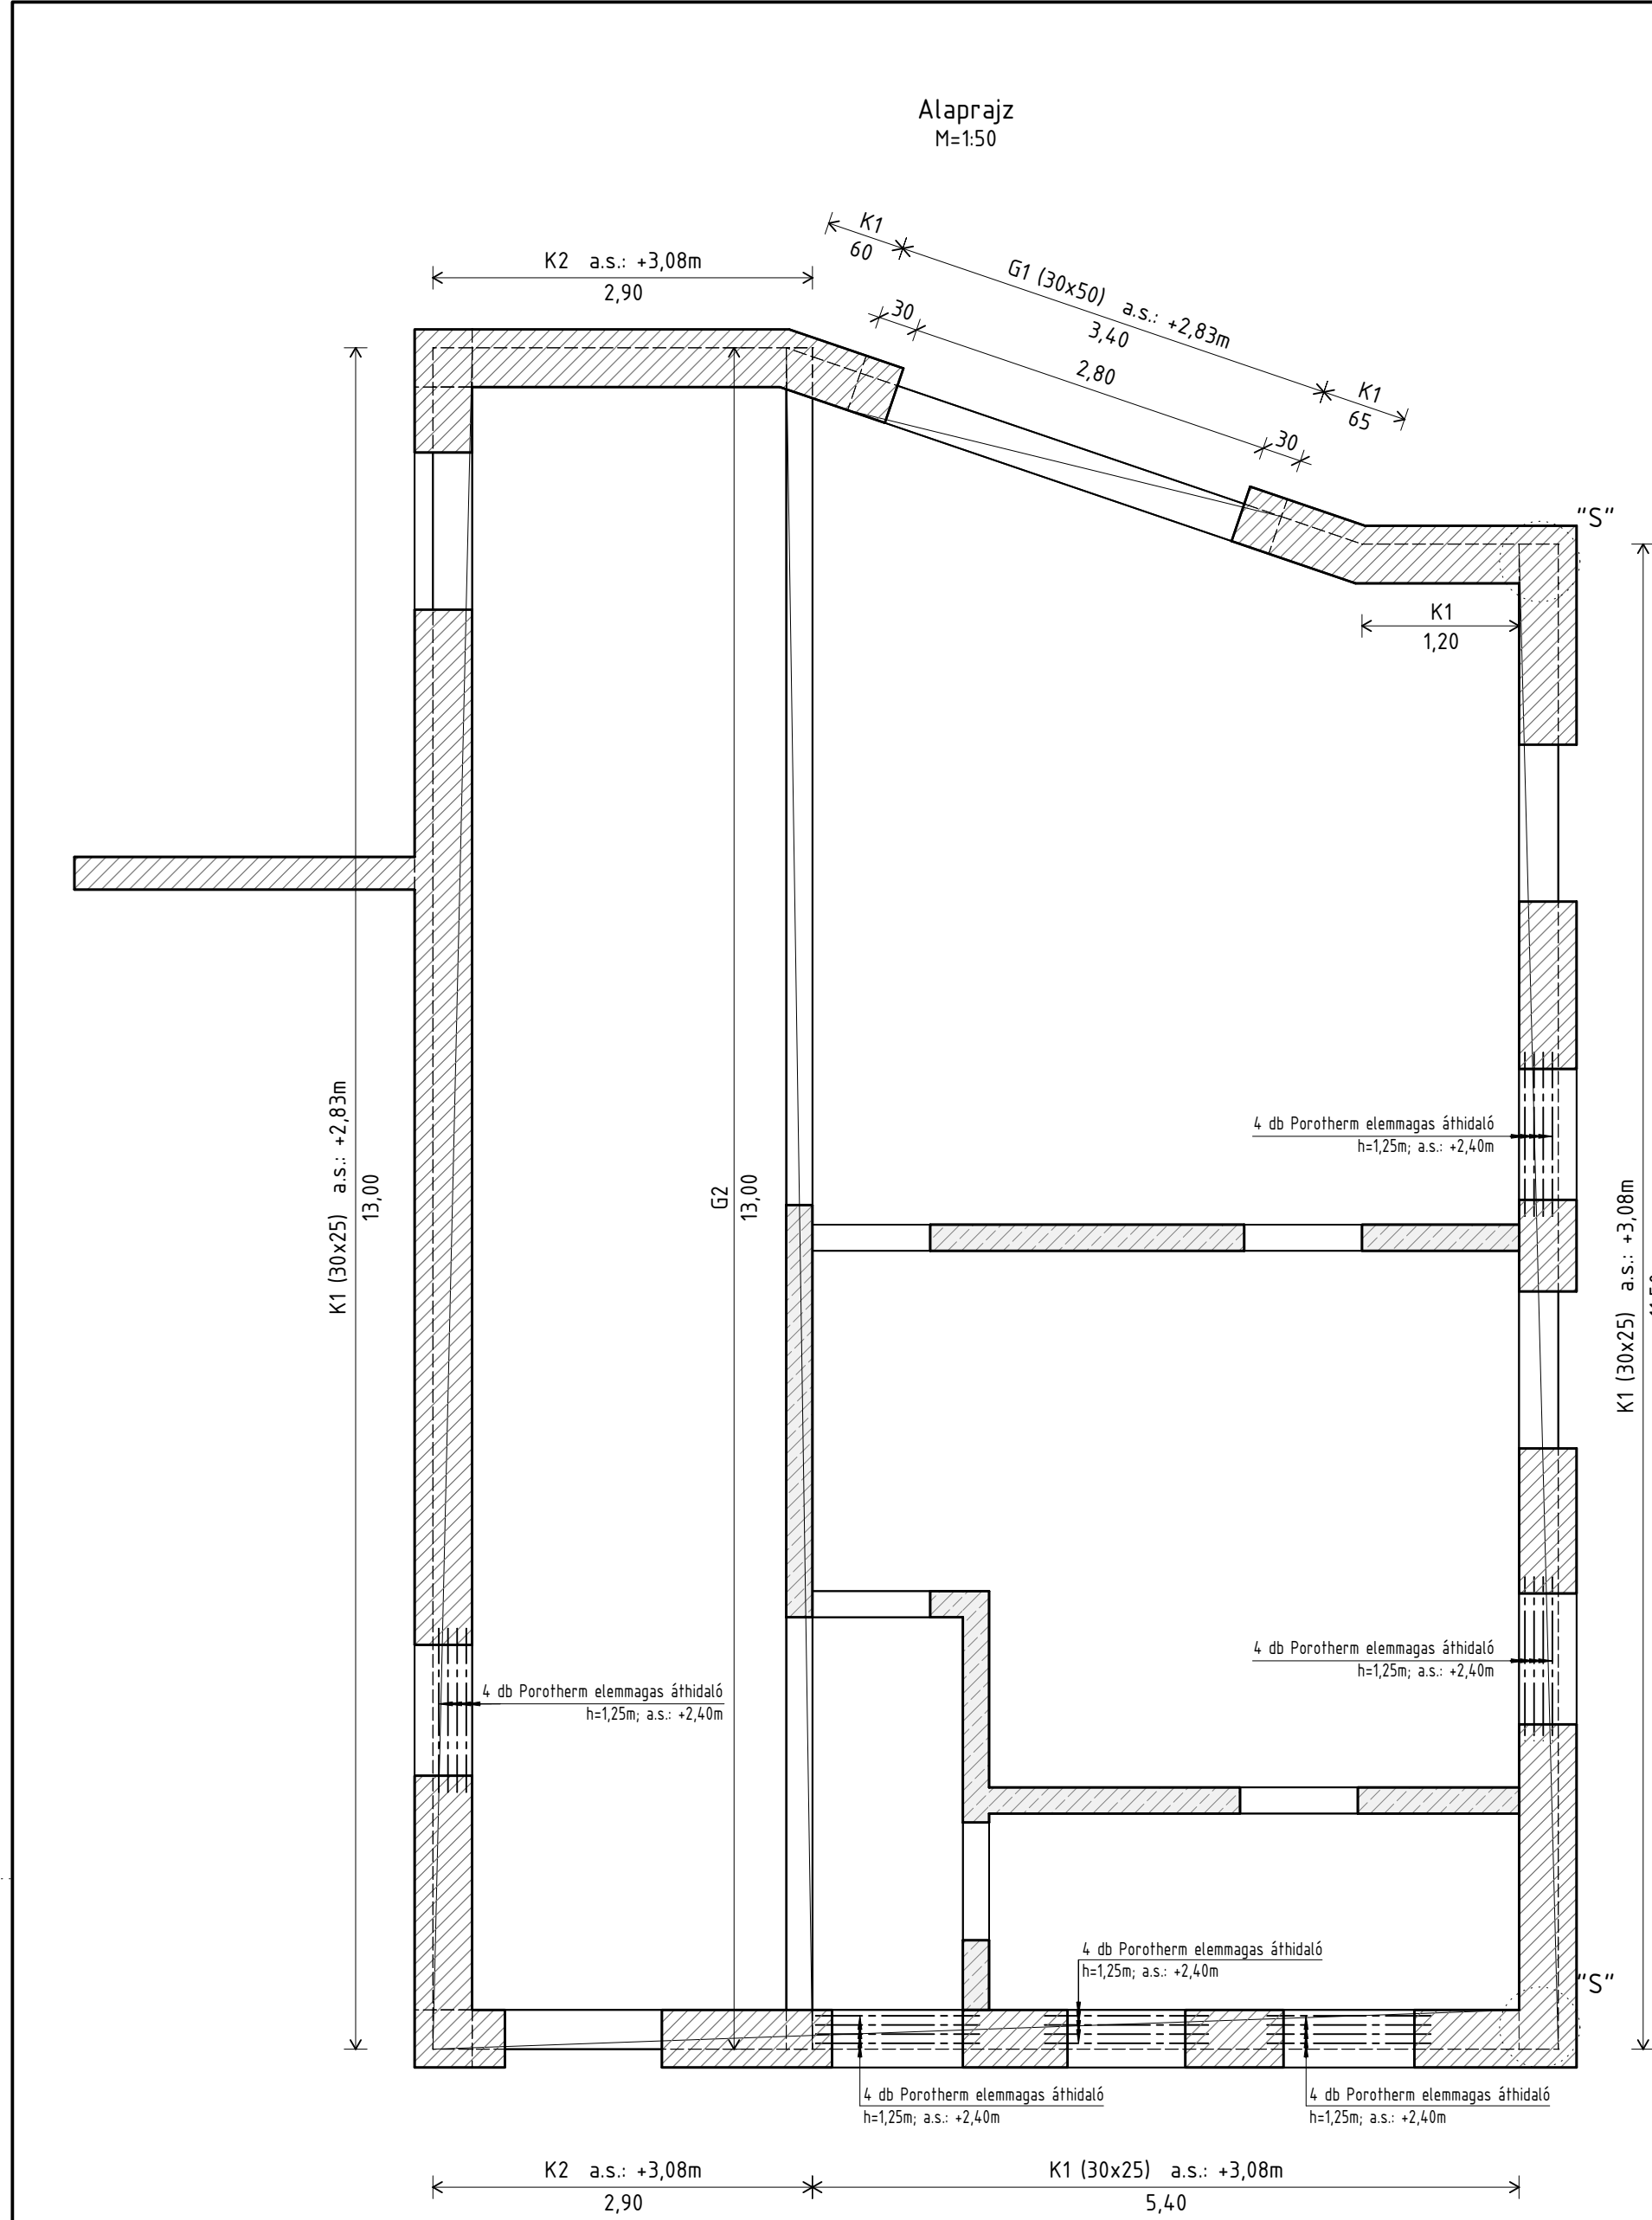 Alaprajz
M=1:50
K1
60
G1 (30x50) a.s.: +2,83m
3,40
K1
65
30
2,80
30
K2 a.s.: +3,08m
2,90
"S"
K1
1,20
K1 (30x25) a.s.: +2,83m
13,00
G2
13,00
4 db Porotherm elemmagas áthidaló
h=1,25m; a.s.: +2,40m
K1 (30x25) a.s.: +3,08m
4 db Porotherm elemmagas áthidaló
h=1,25m; a.s.: +2,40m
4 db Porotherm elemmagas áthidaló
h=1,25m; a.s.: +2,40m
4 db Porotherm elemmagas áthidaló
h=1,25m; a.s.: +2,40m
"S"
4 db Porotherm elemmagas áthidaló
h=1,25m; a.s.: +2,40m
4 db Porotherm elemmagas áthidaló
h=1,25m; a.s.: +2,40m
K2 a.s.: +3,08m
2,90
K1 (30x25) a.s.: +3,08m
5,40